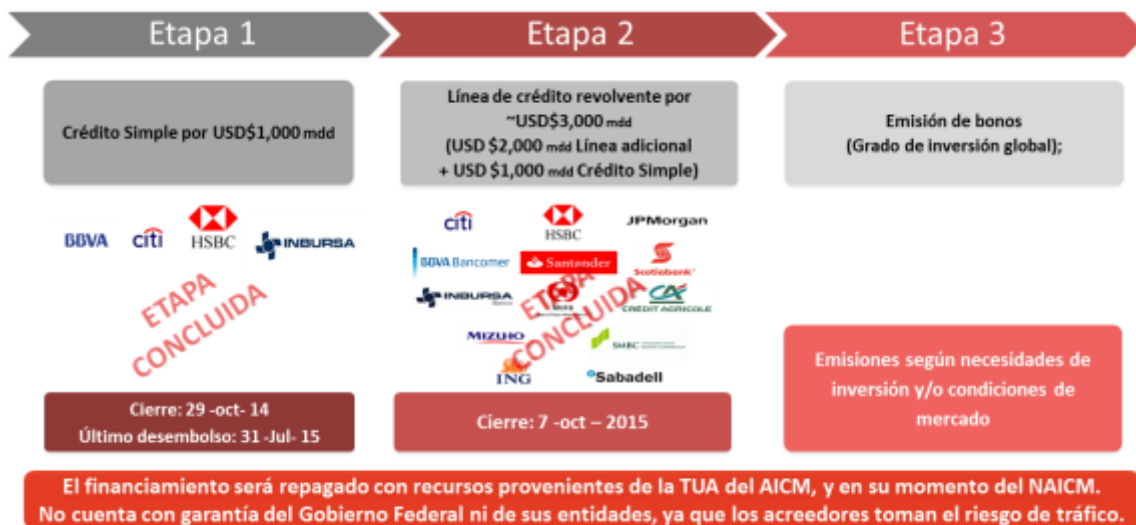 Etapa 1
Etapa 2
Etapa 3
Crédito Simple por USD$1,000 mdd
Línea de crédito revolvente por
~USD$3,000 mdd
(USD $2,000 mdd Línea adicional
+ USD $1,000 mdd Crédito Simple)
Emisión de bonos
(Grado de inversión global);
BBVA
citi
HSBC
INBURSA
ETAPA
CONCLUIDA
citi
HSBC
JPMorgan
BBVA Bancomer
Santander
Scotiabank
INBURSA
CRÉDIT AGRICOLE
ETAPA
CONCLUIDA
MIZUHO
SMBC
ING
Sabadell
Emisiones según necesidades de
inversión y/o condiciones de
mercado
Cierre: 29 -oct- 14
Último desembolso: 31 -Jul- 15
Cierre: 7 -oct – 2015
El financiamiento será repagado con recursos provenientes de la TUA del AICM, y en su momento del NAICM.
No cuenta con garantía del Gobierno Federal ni de sus entidades, ya que los acreedores toman el riesgo de tráfico.